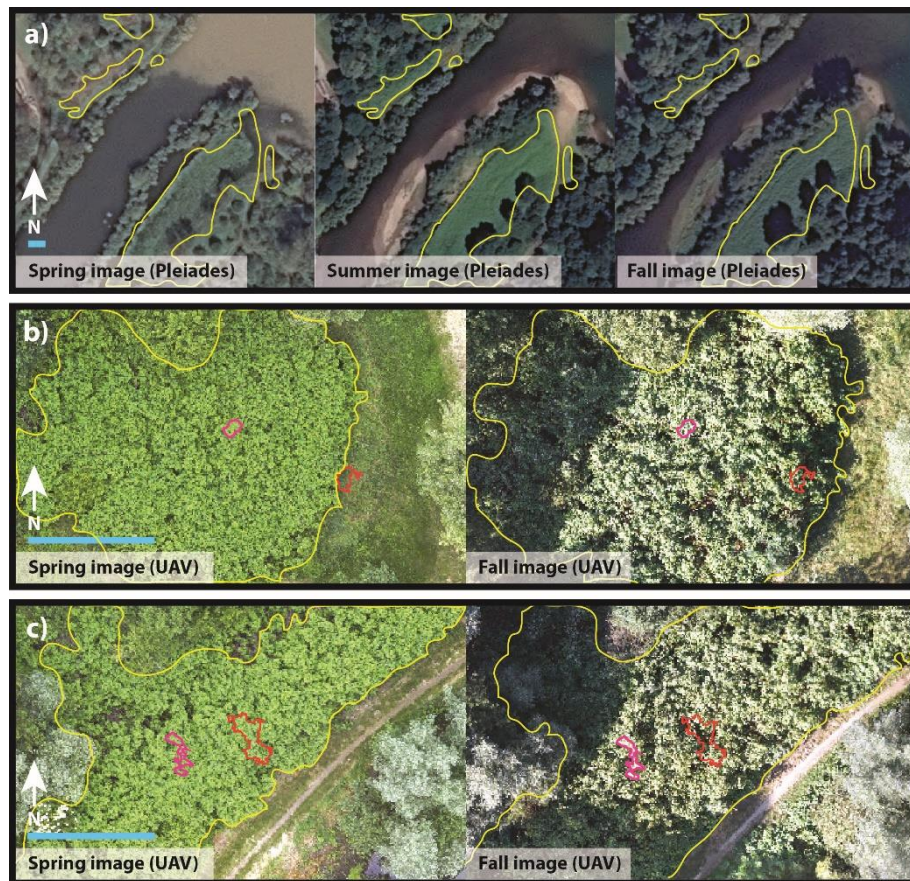 a)
N
Spring image (Pleiades)
Summer image (Pleiades)
Fall image (Pleiades)
b)
N
Spring image (UAV)
Fall image (UAV)
c)
N
Spring image (UAV)
Fall image (UAV)